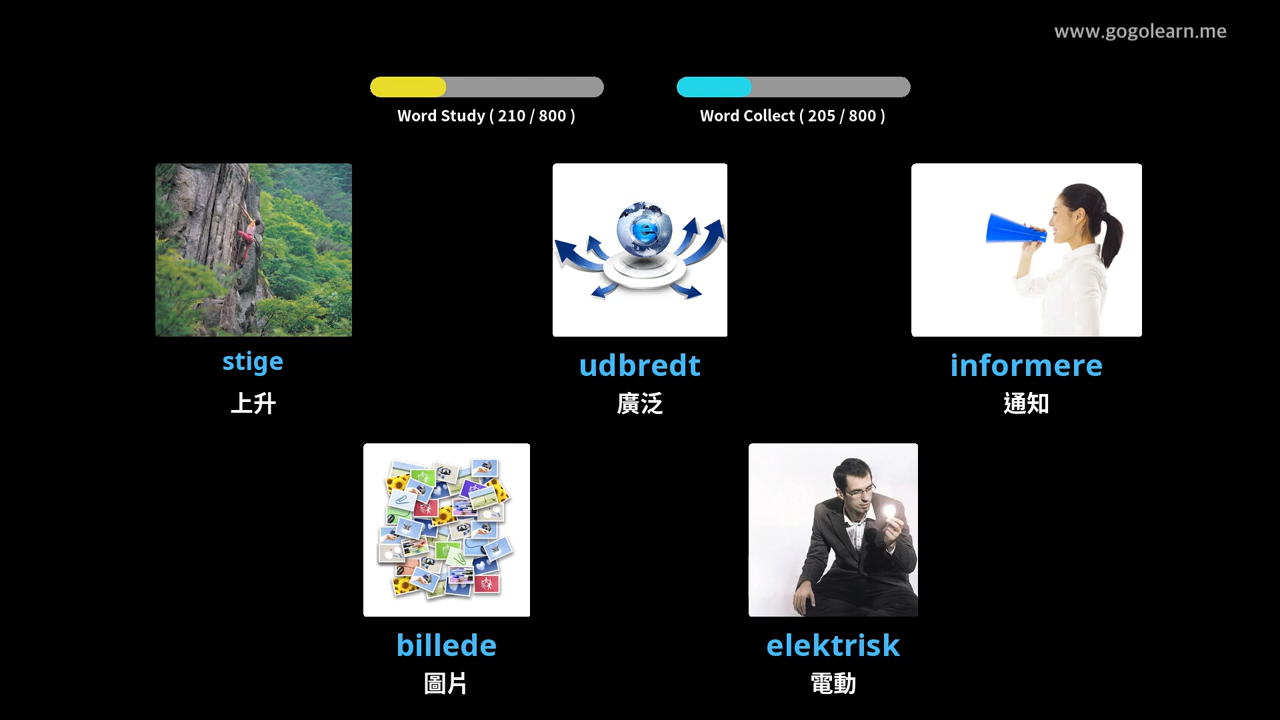 www.gogolearn.me
Word Study ( 210 / 800 )
Word Collect ( 205 / 800 )
stige
udbredt
informere
上升
廣泛
通知
billede
elektrisk
圖片
電動